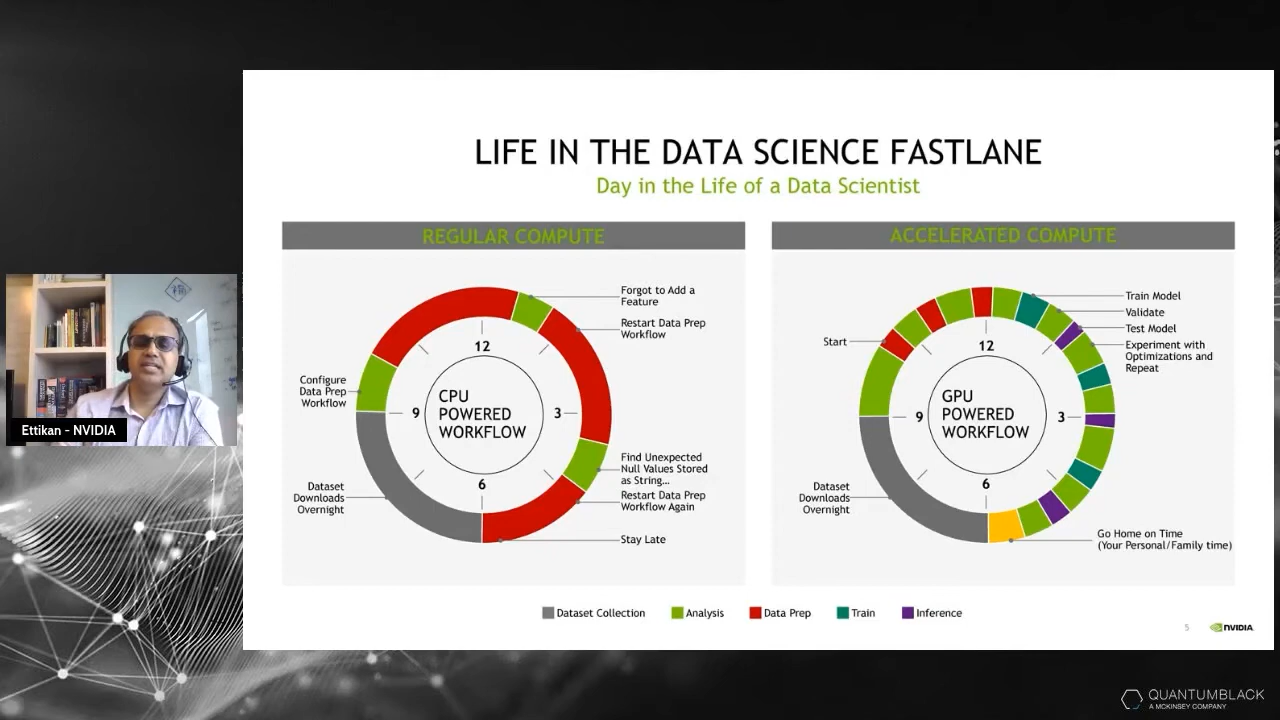 LIFE IN THE DATA SCIENCE FASTLANE
Day in the Life of a Data Scientist
REGULAR COMPUTE
Forgot to Add a
Feature
Restart Data Prep
Workflow
Configure
Data Prep
Workflow
12
9
3
6
CPU
POWERED
WORKFLOW
Find Unexpected
Null Values Stored
as String...
Restart Data Prep
Workflow Again
Dataset
Downloads
Overnight
Stay Late
ACCELERATED COMPUTE
Train Model
Validate
Test Model
Experiment with
Optimizations and
Repeat
Start
12
9
3
6
GPU
POWERED
WORKFLOW
Dataset
Downloads
Overnight
Go Home on Time
(Your Personal/Family time)
Dataset Collection
Analysis
Data Prep
Train
Inference
5
NVIDIA
Ettikan - NVIDIA
QUANTUMBLACK
A MCKINSEY COMPANY